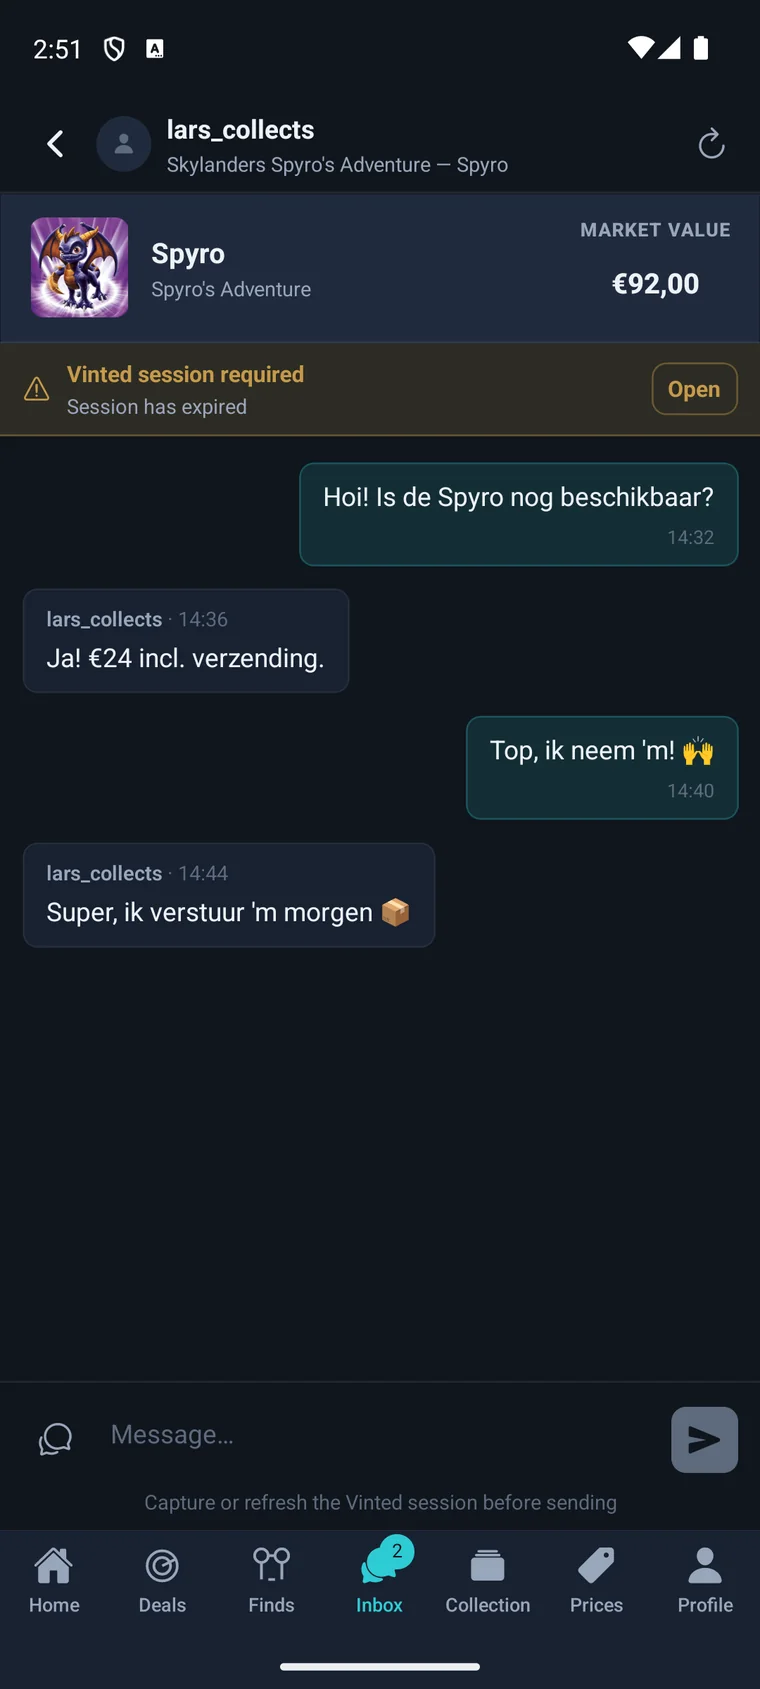 2:51
A
lars_collects
Skylanders Spyro's Adventure — Spyro
Spyro
Spyro's Adventure
MARKET VALUE
€92,00
Vinted session required
Session has expired
Open
Hoi! Is de Spyro nog beschikbaar?
14:32
lars_collects · 14:36
Ja! €24 incl. verzending.
Top, ik neem 'm! 🙌
14:40
lars_collects · 14:44
Super, ik verstuur 'm morgen 📦
Message...
Capture or refresh the Vinted session before sending
2
Home
Deals
Finds
Inbox
Collection
Prices
Profile